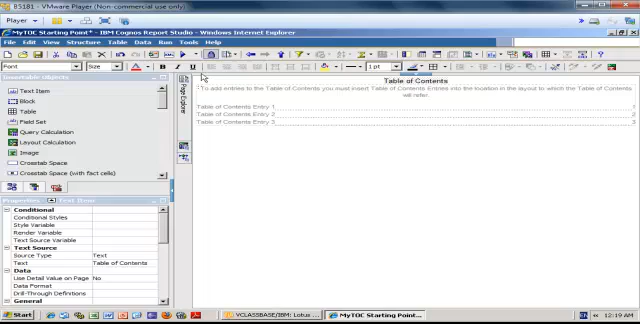 B5181 - VMware Player (Non-commercial use only)
Player
MyTOC Starting Point* - IBM Cognos Report Studio - Windows Internet Explorer
File Edit View Structure Table Data Run Tools Help
Font Size 1 pt
Insertable Objects
Text Item
Block
Table
Field Set
Query Calculation
Layout Calculation
Image
Crosstab Space
Crosstab Space (with fact cells)
Properties - Text Item
Conditional
Conditional Styles
Style Variable
Render Variable
Text Source Variable
Text Source
Source Type Text
Text Table of Contents
Data
Use Detail Value on Page No
Data Format
Drill-Through Definitions
General
Page Explorer
Table of Contents
To add entries to the Table of Contents you must insert Table of Contents Entries into the location in the layout to which the Table of Contents
will refer.
Table of Contents Entry 1 1
Table of Contents Entry 2 2
Table of Contents Entry 3 3
Start
VCLASSBASE/IBM: Lotus ...
MyTOC Starting Point...
12:19 AM